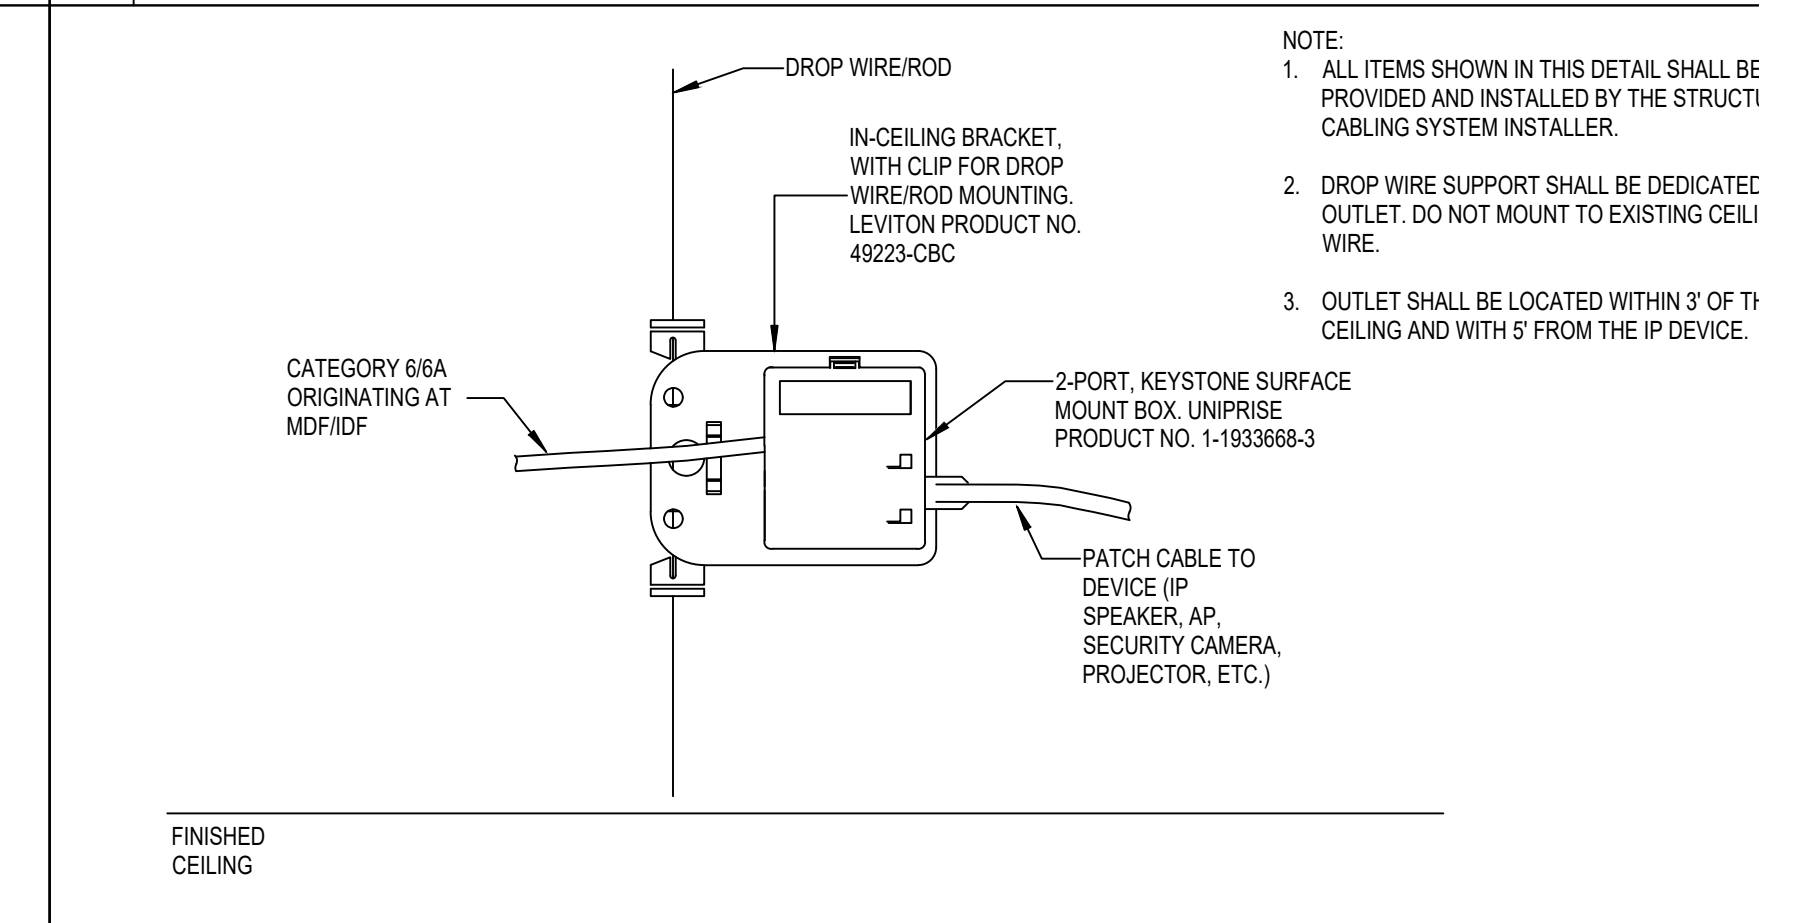 DROP WIRE/ROD
IN-CEILING BRACKET,
WITH CLIP FOR DROP
WIRE/ROD MOUNTING.
LEVITON PRODUCT NO.
49223-CBC
NOTE:
1. ALL ITEMS SHOWN IN THIS DETAIL SHALL BE
PROVIDED AND INSTALLED BY THE
CABLING SYSTEM INSTALLER.
2. DROP WIRE SUPPORT SHALL BE DEDICATED
OUTLET. DO NOT MOUNT TO EXISTING
WIRE.
3. OUTLET SHALL BE LOCATED WITHIN 3' OF
CEILING AND WITH 5' FROM THE IP DEVICE.
CATEGORY 6/6A
ORIGINATING AT
MDF/IDF
2-PORT, KEYSTONE SURFACE
MOUNT BOX. UNIPRISE
PRODUCT NO. 1-1933668-3
PATCH CABLE TO
DEVICE (IP
SPEAKER, AP,
SECURITY CAMERA,
PROJECTOR, ETC.)
FINISHED
CEILING